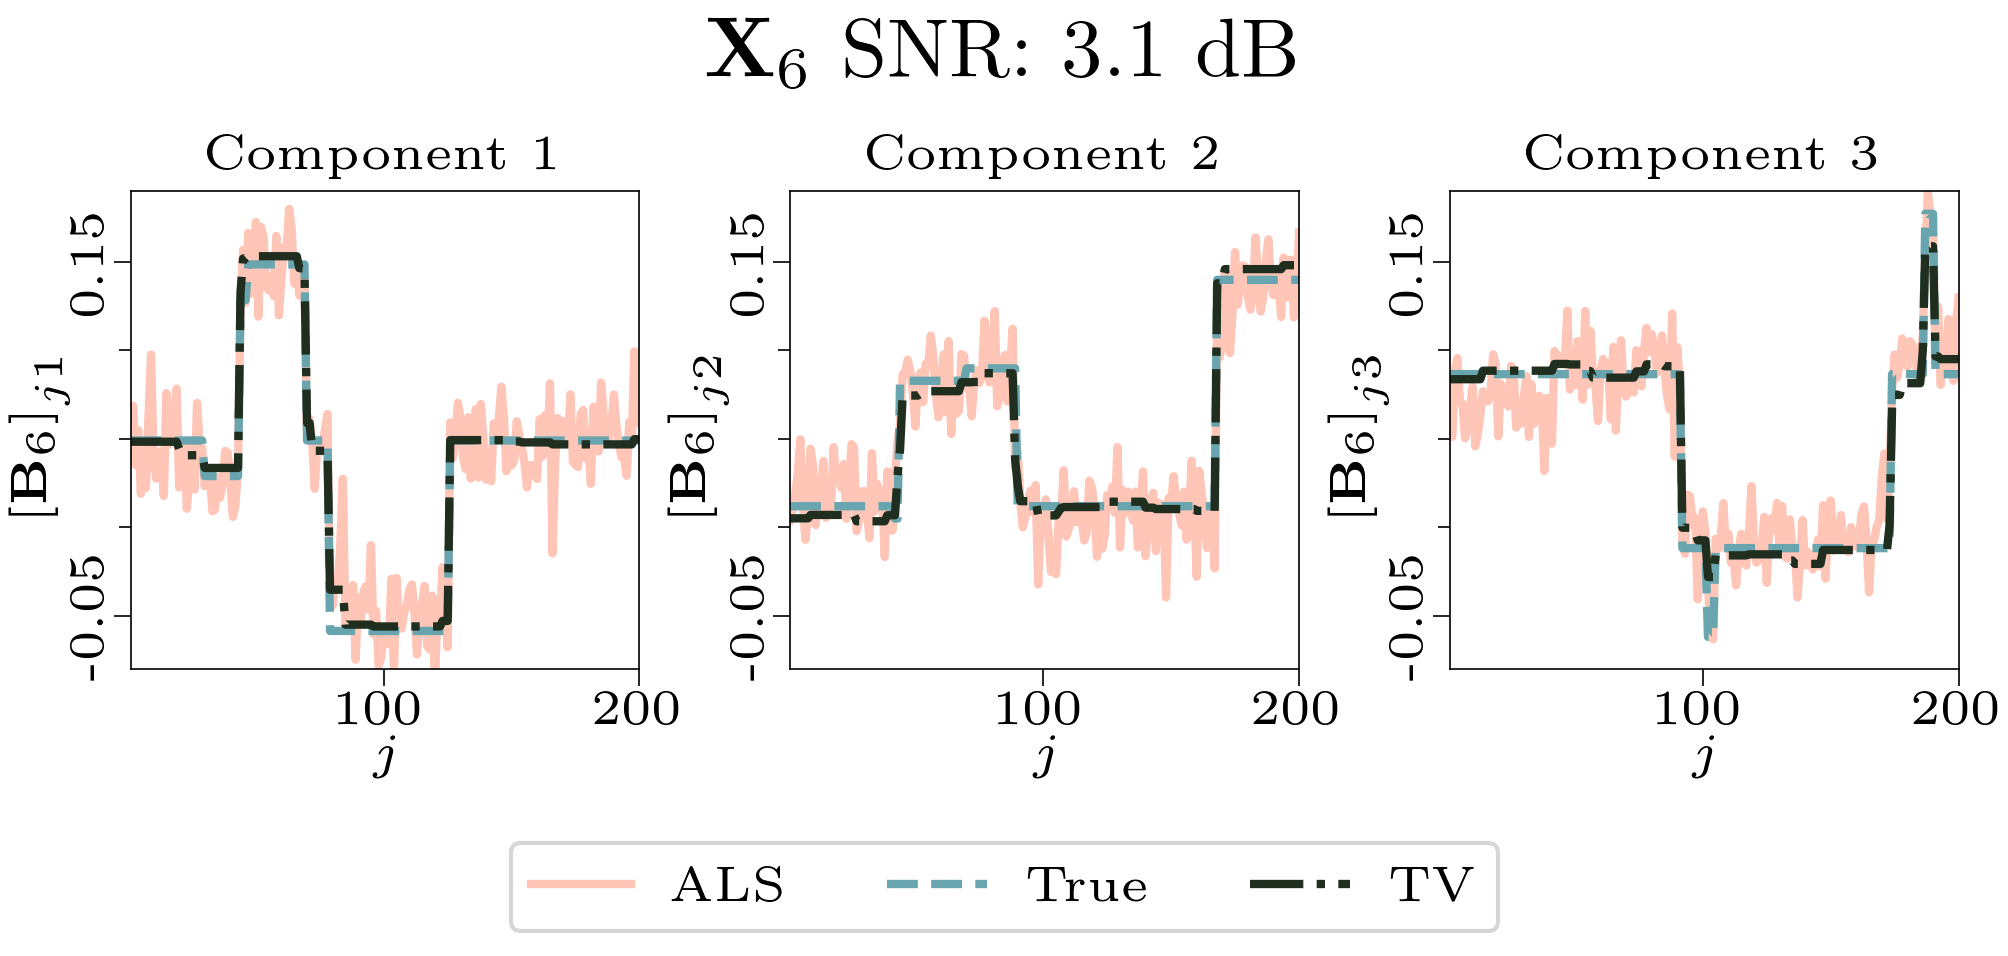 X₆ SNR: 3.1 dB
Component 1
Component 2
Component 3
[B₆]ⱼ₁
0.15
-0.05
100
200
j
[B₆]ⱼ₂
0.15
-0.05
100
200
j
[B₆]ⱼ₃
0.15
-0.05
100
200
j
ALS
True
TV